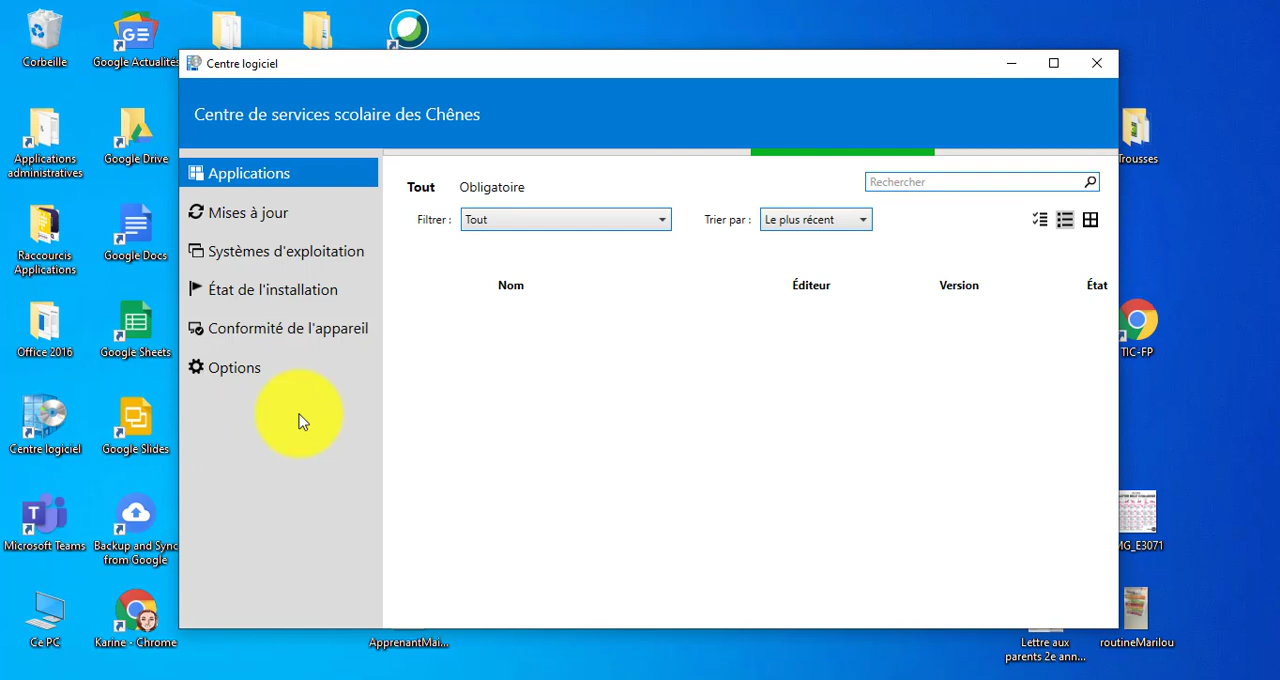 Corbeille
Google Actualités
Centre logiciel
Centre de services scolaire des Chênes
Applications
administratives
Google Drive
Trousses
Applications
Tout
Obligatoire
Rechercher
Mises à jour
Filtrer :
Tout
Trier par :
Le plus récent
Raccourcis
Applications
Google Docs
Systèmes d'exploitation
Nom
Éditeur
Version
État
État de l'installation
Office 2016
Google Sheets
Conformité de l'appareil
TIC-FP
Options
Centre logiciel
Google Slides
Microsoft Teams
Backup and Sync
from Google
MG_E3071
Ce PC
Karine - Chrome
ApprenantMai...
Lettre aux
parents 2e ann...
routineMarilou